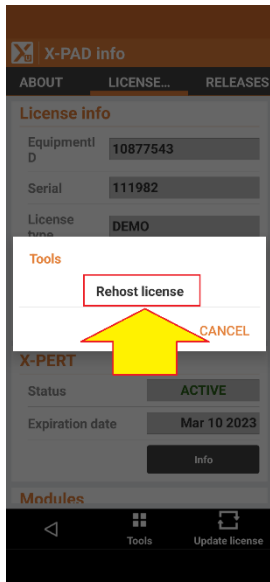 X-PAD info
ABOUT LICENSE... RELEASES
License info
EquipmentI
D
10877543
Serial 111982
License
type
DEMO
Tools
Rehost license
CANCEL
X-PERT
Status ACTIVE
Expiration date Mar 10 2023
Info
Modules
Tools Update license